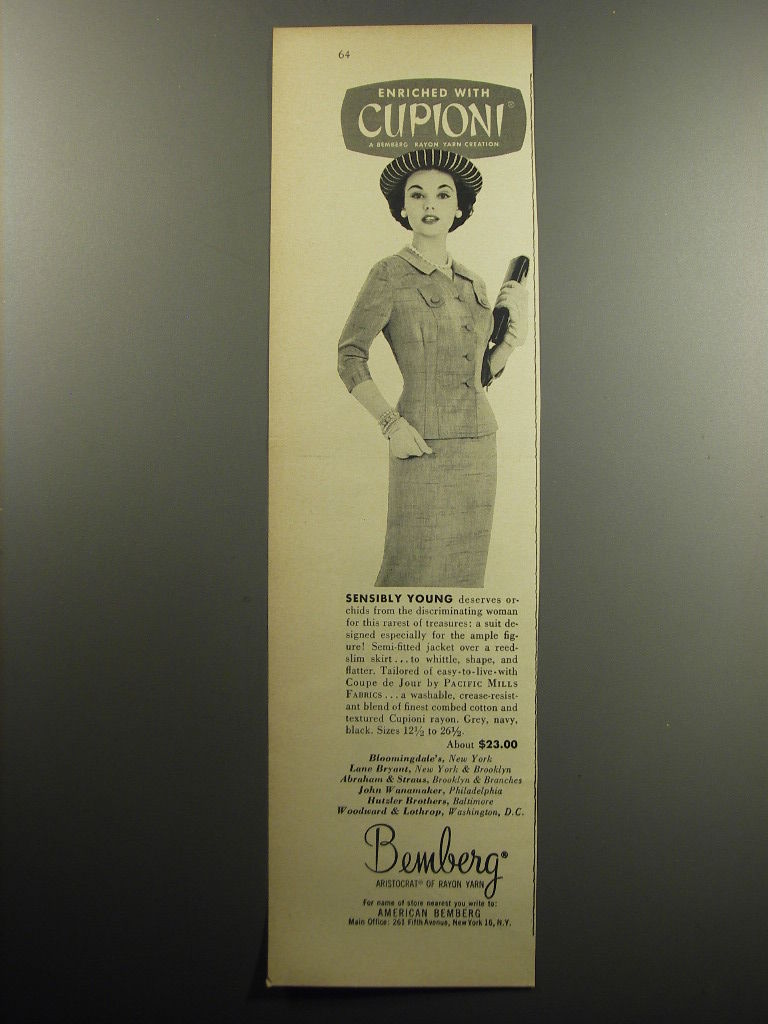 64
ENRICHED WITH
CUPIONI®
A BEMBERG RAYON YARN CREATION
SENSIBLY YOUNG deserves or-
chids from the discriminating woman
for this rarest of treasures: a suit de-
signed especially for the ample fig-
ure! Semi-fitted jacket over a reed-
slim skirt...to whittle, shape, and
flatter. Tailored of easy-to-live-with
Coupe de Jour by PACIFIC MILLS
FABRICS...a washable, crease-resist-
ant blend of finest combed cotton and
textured Cupioni rayon. Grey, navy,
black. Sizes 12½ to 26½.
About $23.00
Bloomingdale's, New York
Lane Bryant, New York & Brooklyn
Abraham & Straus, Brooklyn & Branches
John Wanamaker, Philadelphia
Hutzler Brothers, Baltimore
Woodward & Lothrop, Washington, D.C.
Bemberg®
ARISTOCRAT® OF RAYON YARN
For name of store nearest you write to:
AMERICAN BEMBERG
Main Office: 261 Fifth Avenue, New York 16, N.Y.